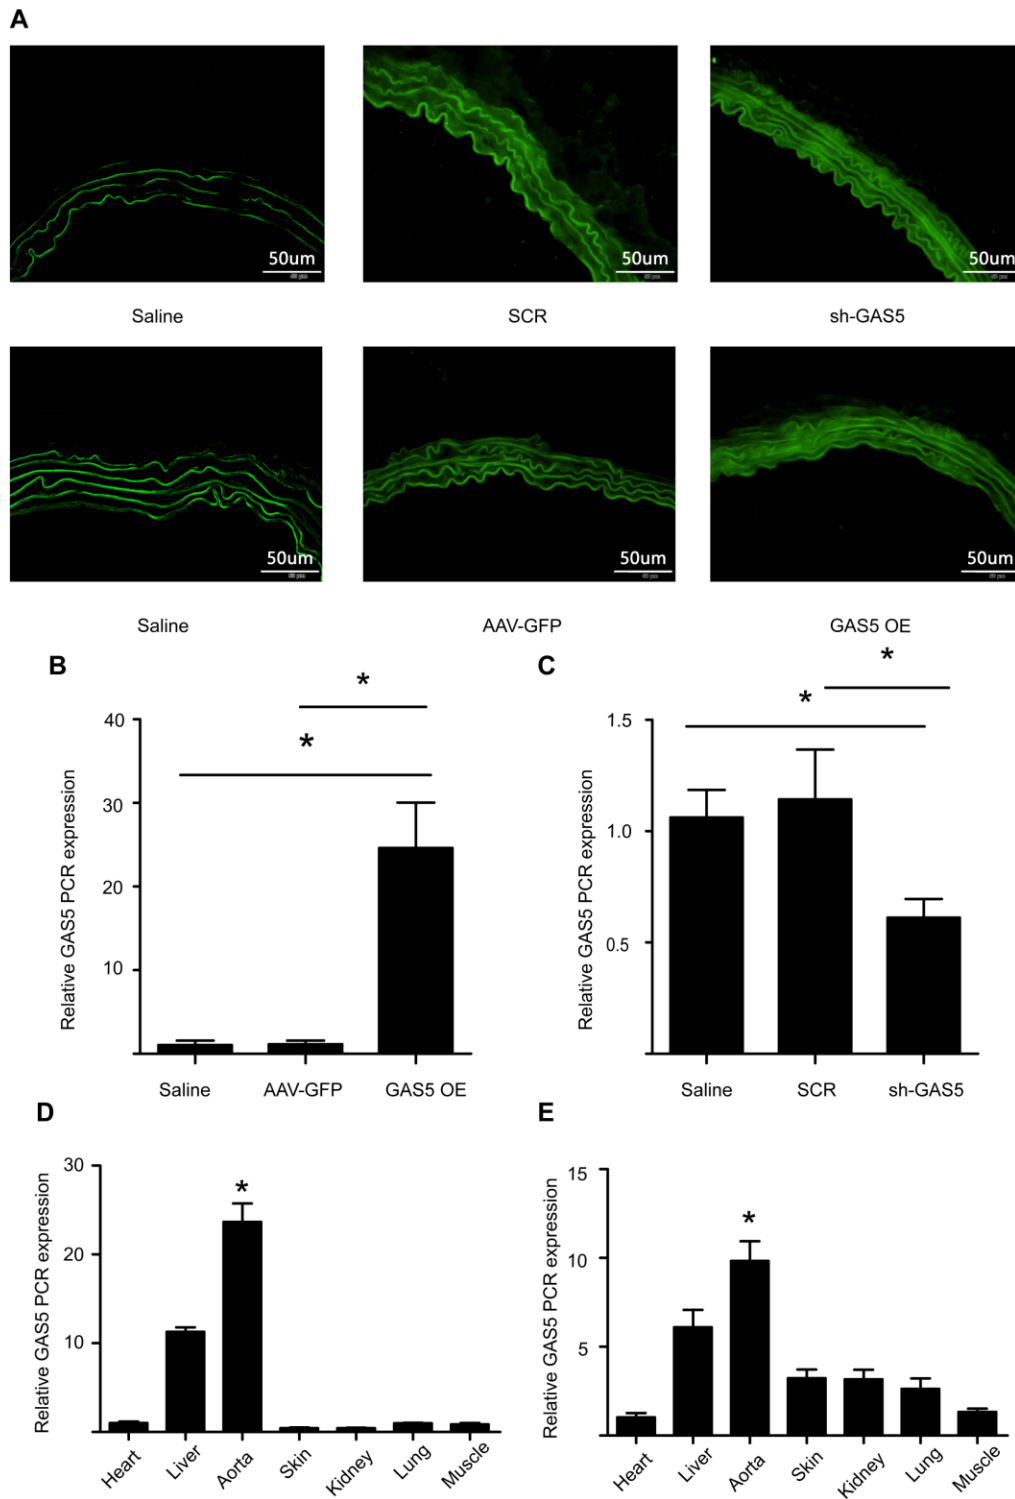 A
50um
50um
50um
Saline
SCR
sh-GAS5
50um
50um
50um
Saline
AAV-GFP
GAS5 OE
B
*
*
Relative GAS5 PCR expression
40
30
20
10
Saline
AAV-GFP
GAS5 OE
C
*
*
Relative GAS5 PCR expression
1.5
1.0
0.5
Saline
SCR
sh-GAS5
D
*
Relative GAS5 PCR expression
30
20
10
Heart
Liver
Aorta
Skin
Kidney
Lung
Muscle
E
*
Relative GAS5 PCR expression
15
10
5
Heart
Liver
Aorta
Skin
Kidney
Lung
Muscle